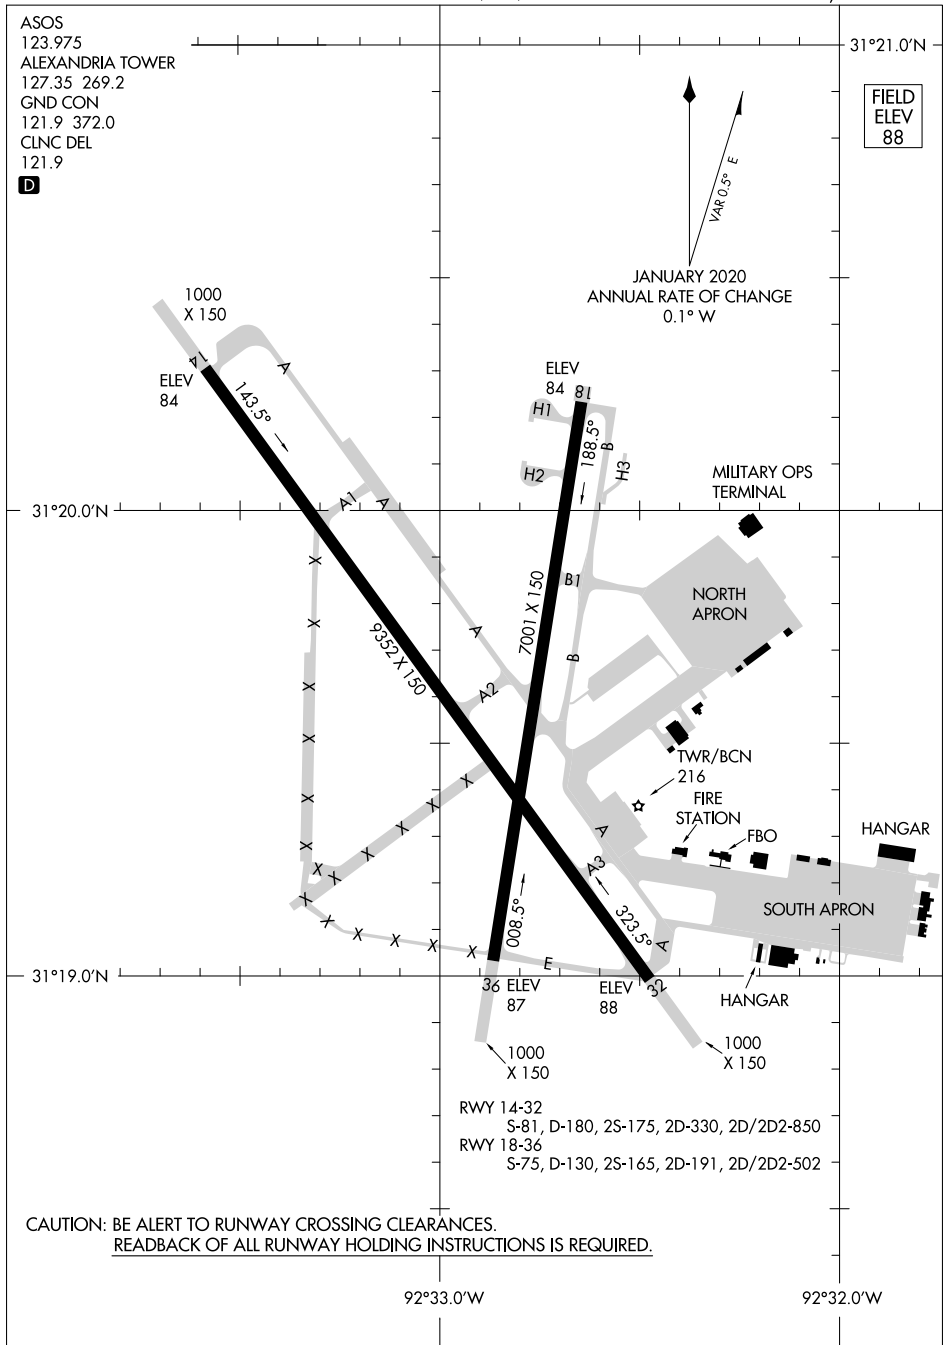 ASOS
123.975
ALEXANDRIA TOWER
127.35 269.2
GND CON
121.9 372.0
CLNC DEL
121.9
D
31°21.0'N
FIELD
ELEV
88
VAR 0.5° E
JANUARY 2020
ANNUAL RATE OF CHANGE
0.1° W
1000
X 150
14
ELEV
84
143.5°
A
ELEV
84
18
H1
188.5°
B
H2
H3
MILITARY OPS
TERMINAL
A1
A
31°20.0'N
X
B1
7001 X 150
NORTH
APRON
X
9352 X 150
A
B
X
A2
X
TWR/BCN
216
X
X
X
FIRE
STATION
FBO
HANGAR
X
A
X
X
X
X
X
A3
X
323.5°
SOUTH APRON
008.5°
X
X
X
X
X
E
A
31°19.0'N
36
ELEV
87
ELEV
88
32
HANGAR
1000
X 150
1000
X 150
RWY 14-32
S-81, D-180, 2S-175, 2D-330, 2D/2D2-850
RWY 18-36
S-75, D-130, 2S-165, 2D-191, 2D/2D2-502
CAUTION: BE ALERT TO RUNWAY CROSSING CLEARANCES.
READBACK OF ALL RUNWAY HOLDING INSTRUCTIONS IS REQUIRED.
92°33.0'W
92°32.0'W